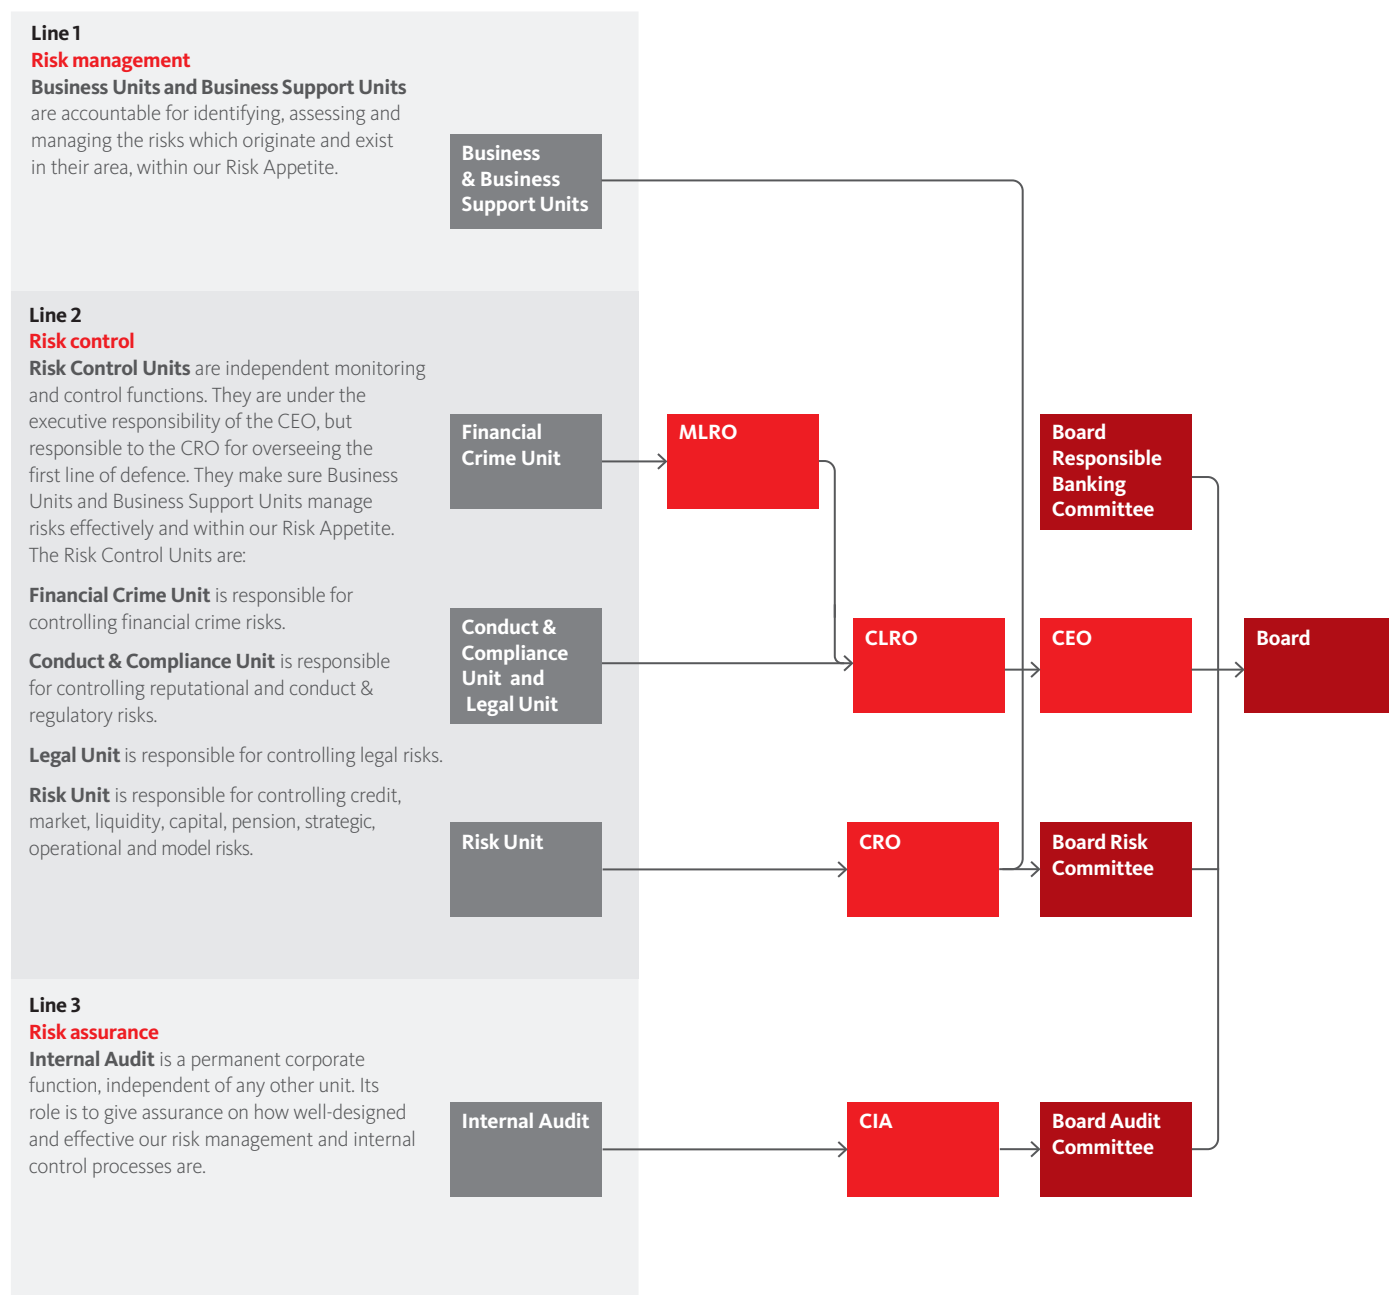 Line 1
Risk management
Business Units and Business Support Units
are accountable for identifying, assessing and
managing the risks which originate and exist
in their area, within our Risk Appetite.
Business
& Business
Support Units
Line 2
Risk control
Risk Control Units are independent monitoring
and control functions. They are under the
executive responsibility of the CEO, but
responsible to the CRO for overseeing the
first line of defence. They make sure Business
Units and Business Support Units manage
risks effectively and within our Risk Appetite.
The Risk Control Units are:
Financial Crime Unit is responsible for
controlling financial crime risks.
Conduct & Compliance Unit is responsible
for controlling reputational and conduct &
regulatory risks.
Legal Unit is responsible for controlling legal risks.
Risk Unit is responsible for controlling credit,
market, liquidity, capital, pension, strategic,
operational and model risks.
Financial
Crime Unit
MLRO
Board
Responsible
Banking
Committee
Conduct &
Compliance
Unit and
Legal Unit
CLRO
CEO
Board
Risk Unit
CRO
Board Risk
Committee
Line 3
Risk assurance
Internal Audit is a permanent corporate
function, independent of any other unit. Its
role is to give assurance on how well-designed
and effective our risk management and internal
control processes are.
Internal Audit
CIA
Board Audit
Committee